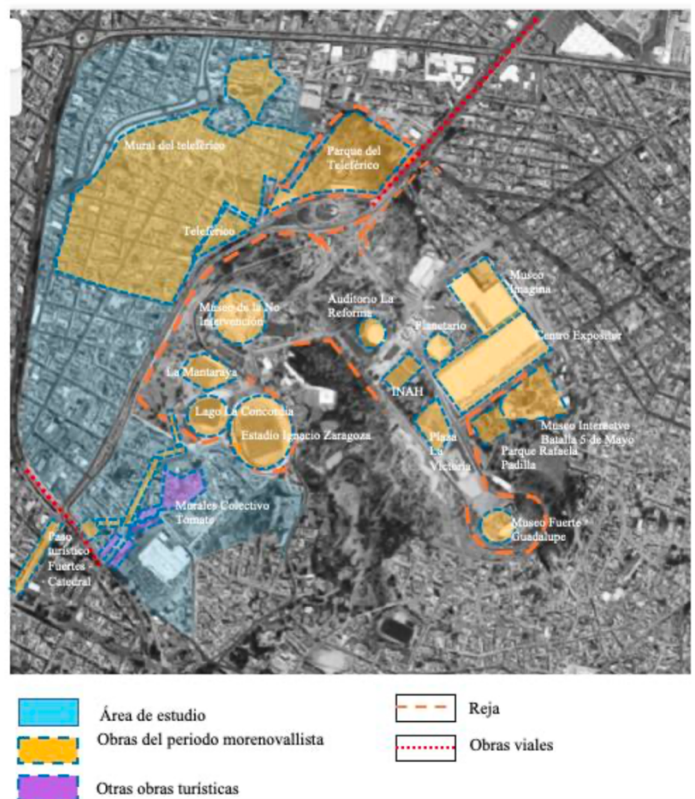 Mural del teleférico
Parque del
Teleférico
Teleférico
Museo
Imagina
Museo de la No
Intervención
Auditorio La
Reforma
Planetario
Centro Expositor
La Mantaraya
INAH
Lago La Concordia
Estadio Ignacio Zaragoza
Plaza
La
Victoria
Museo Interactvo
Batalla 5 de Mayo
Parque Rafaela
Padilla
Morales Colectivo
Tomate
Museo Fuerte
Guadalupe
Paso
turístico
Fuertes
Catedral
Área de estudio
Obras del periodo morenovallista
Otras obras turísticas
Reja
Obras viales